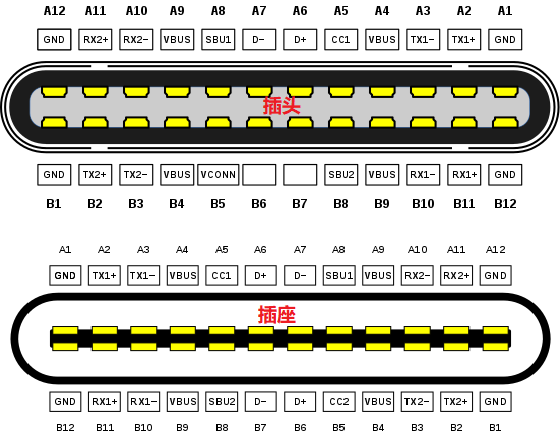 A12 A11 A10 A9 A8 A7 A6 A5 A4 A3 A2 A1
GND RX2+ RX2− VBUS SBU1 D− D+ CC1 VBUS TX1− TX1+ GND
插头
GND TX2+ TX2− VBUS VCONN SBU2 VBUS RX1− RX1+ GND
B1 B2 B3 B4 B5 B6 B7 B8 B9 B10 B11 B12
A1 A2 A3 A4 A5 A6 A7 A8 A9 A10 A11 A12
GND TX1+ TX1− VBUS CC1 D+ D− SBU1 VBUS RX2− RX2+ GND
插座
GND RX1+ RX1− VBUS SBU2 D− D+ CC2 VBUS TX2− TX2+ GND
B12 B11 B10 B9 B8 B7 B6 B5 B4 B3 B2 B1